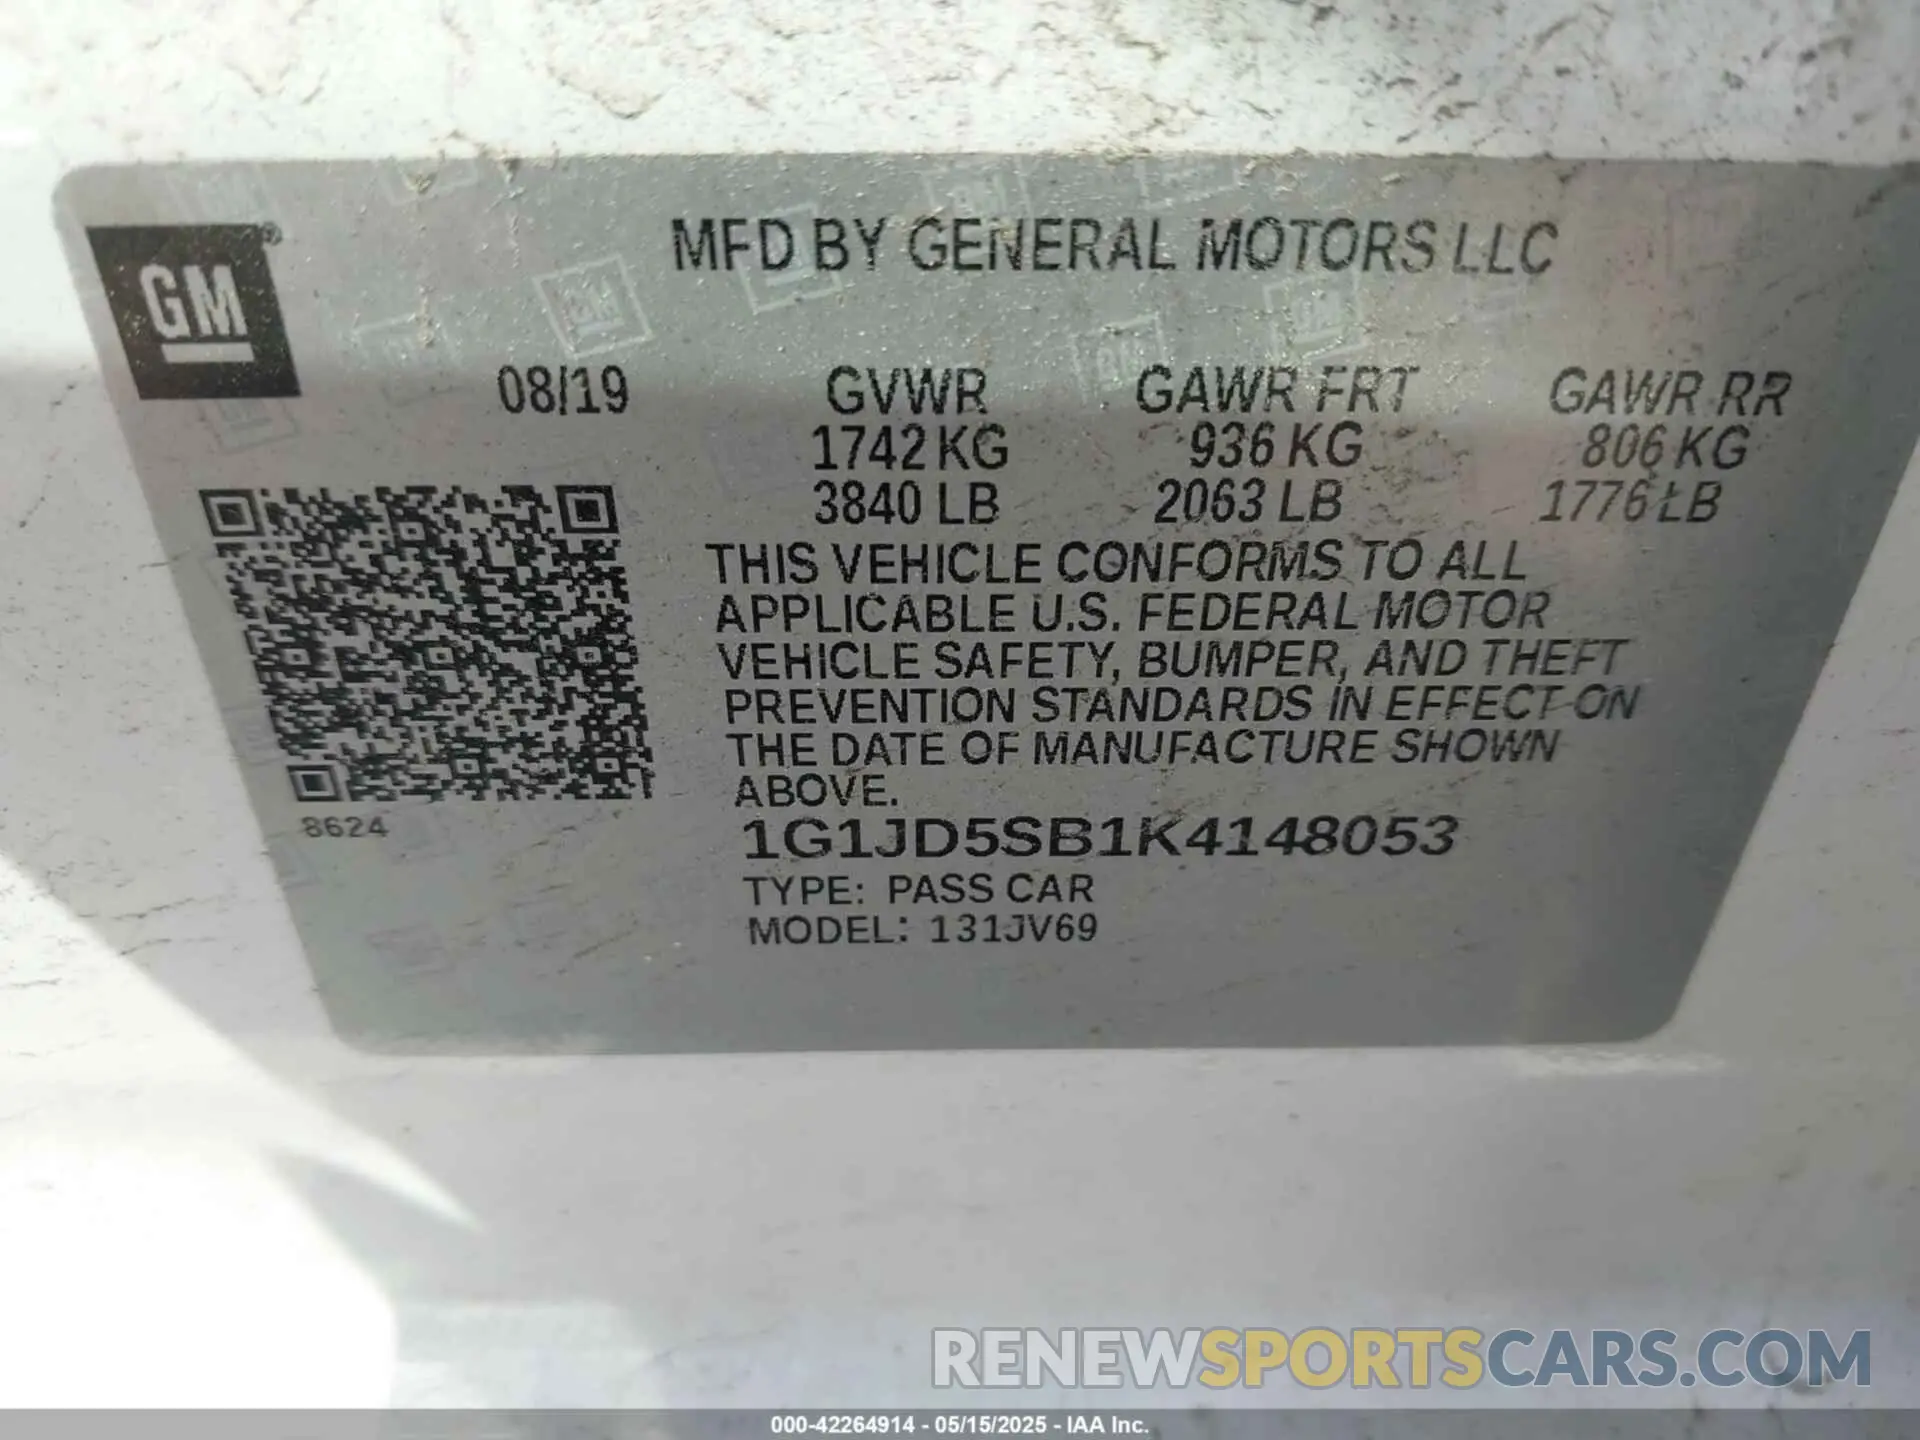 GM®
MFD BY GENERAL MOTORS LLC
08/19 GVWR GAWR FRT GAWR RR
1742 KG 936 KG 806 KG
3840 LB 2063 LB 1776 LB
THIS VEHICLE CONFORMS TO ALL
APPLICABLE U.S. FEDERAL MOTOR
VEHICLE SAFETY, BUMPER, AND THEFT
PREVENTION STANDARDS IN EFFECT ON
THE DATE OF MANUFACTURE SHOWN
ABOVE.
8624
1G1JD5SB1K4148053
TYPE: PASS CAR
MODEL: 131JV69
RENEWSPORTSCARS.COM
000-42264914 - 05/15/2025 - IAA Inc.